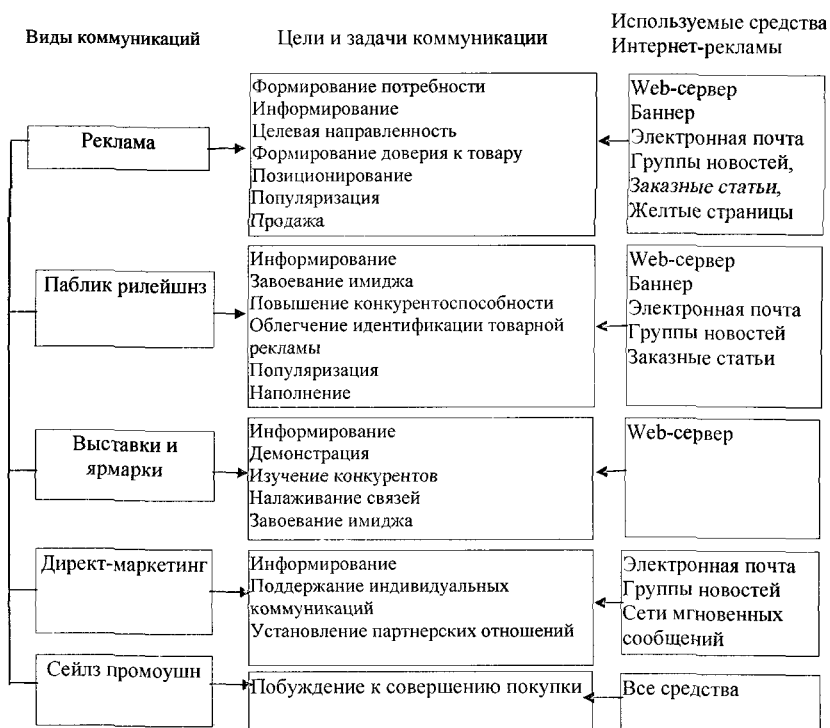 Виды коммуникаций
Цели и задачи коммуникации
Используемые средства
Интернет-рекламы
Реклама
Формирование потребности
Информирование
Целевая направленность
Формирование доверия к товару
Позиционирование
Популяризация
Продажа
Web-сервер
Баннер
Электронная почта
Группы новостей,
Заказные статьи,
Желтые страницы
Паблик рилейшнз
Информирование
Завоевание имиджа
Повышение конкурентоспособности
Облегчение идентификации товарной
рекламы
Популяризация
Наполнение
Web-сервер
Баннер
Электронная почта
Группы новостей
Заказные статьи
Выставки и
ярмарки
Информирование
Демонстрация
Изучение конкурентов
Налаживание связей
Завоевание имиджа
Web-сервер
Директ-маркетинг
Информирование
Поддержание индивидуальных
коммуникаций
Установление партнерских отношений
Электронная почта
Группы новостей
Сети мгновенных
сообщений
Сейлз промоушн
Побуждение к совершению покупки
Все средства